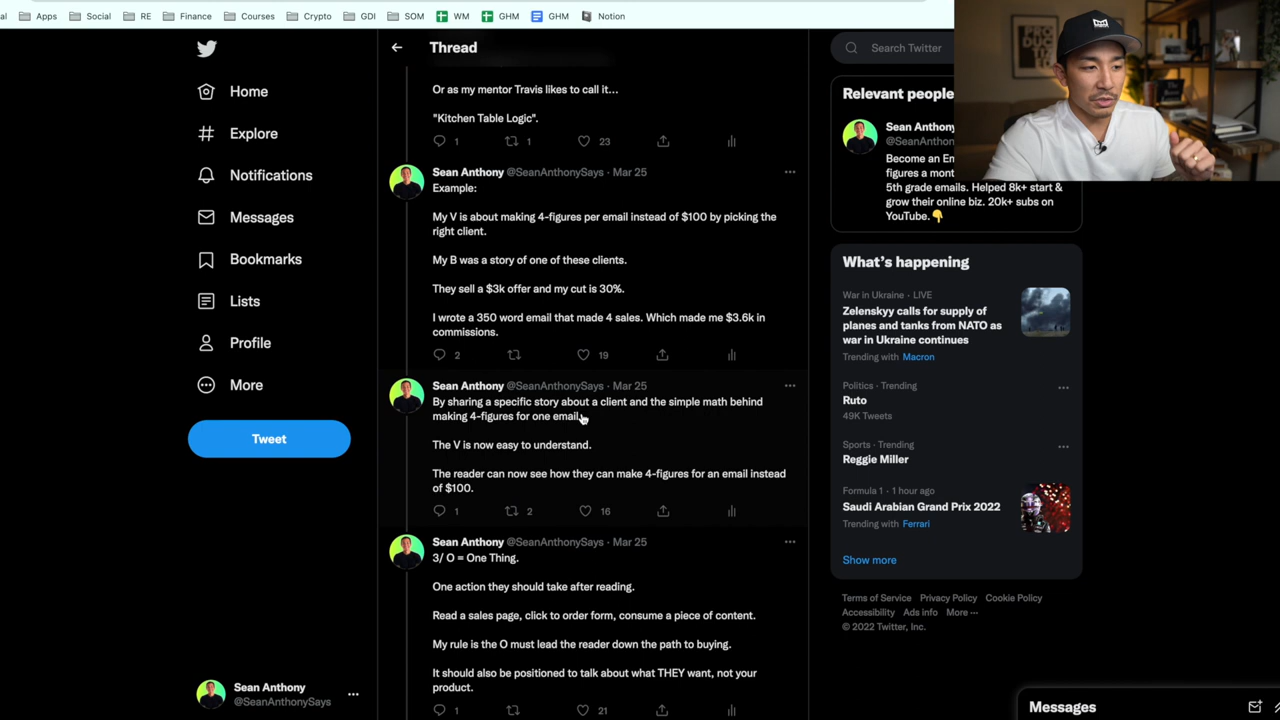 al
Apps
Social
RE
Finance
Courses
Crypto
GDI
SOM
WM
GHM
GHM
Notion
Home
Explore
Notifications
Messages
Bookmarks
Lists
Profile
More
Tweet
Sean Anthony
@SeanAnthonySays
Thread
Or as my mentor Travis likes to call it...
"Kitchen Table Logic".
1
1
23
Sean Anthony @SeanAnthonySays · Mar 25
Example:
My V is about making 4-figures per email instead of $100 by picking the
right client.
My B was a story of one of these clients.
They sell a $3k offer and my cut is 30%.
I wrote a 350 word email that made 4 sales. Which made me $3.6k in
commissions.
2
19
Sean Anthony @SeanAnthonySays · Mar 25
By sharing a specific story about a client and the simple math behind
making 4-figures for one email.
The V is now easy to understand.
The reader can now see how they can make 4-figures for an email instead
of $100.
1
2
16
Sean Anthony @SeanAnthonySays · Mar 25
3/ O = One Thing.
One action they should take after reading.
Read a sales page, click to order form, consume a piece of content.
My rule is the O must lead the reader down the path to buying.
It should also be positioned to talk about what THEY want, not your
product.
1
21
Search Twitter
Relevant people
Sean Anthony
@SeanAnthon
Become an Em
figures a mont
5th grade emails. Helped 8k+ start &
grow their online biz. 20k+ subs on
YouTube.👇
What's happening
War in Ukraine · LIVE
Zelenskyy calls for supply of
planes and tanks from NATO as
war in Ukraine continues
Trending with Macron
Politics · Trending
Ruto
49K Tweets
Sports · Trending
Reggie Miller
Formula 1 · 1 hour ago
Saudi Arabian Grand Prix 2022
Trending with Ferrari
Show more
Terms of Service Privacy Policy Cookie Policy
Accessibility Ads info More ···
© 2022 Twitter, Inc.
Messages